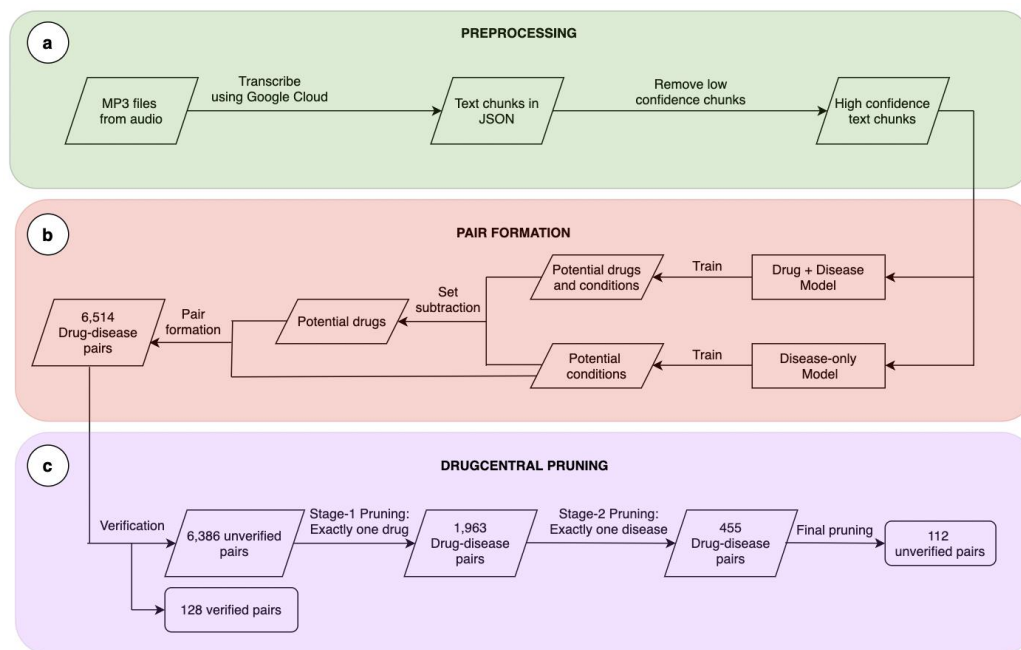 a
PREPROCESSING
MP3 files
from audio
Transcribe
using Google Cloud
Text chunks in
JSON
Remove low
confidence chunks
High confidence
text chunks
b
PAIR FORMATION
Potential drugs
and conditions
Train
Drug + Disease
Model
Set
subtraction
Potential drugs
Pair
formation
6,514
Drug-disease
pairs
Potential
conditions
Train
Disease-only
Model
c
DRUGCENTRAL PRUNING
Verification
6,386 unverified
pairs
Stage-1 Pruning:
Exactly one drug
1,963
Drug-disease
pairs
Stage-2 Pruning:
Exactly one disease
455
Drug-disease
pairs
Final pruning
112
unverified pairs
128 verified pairs